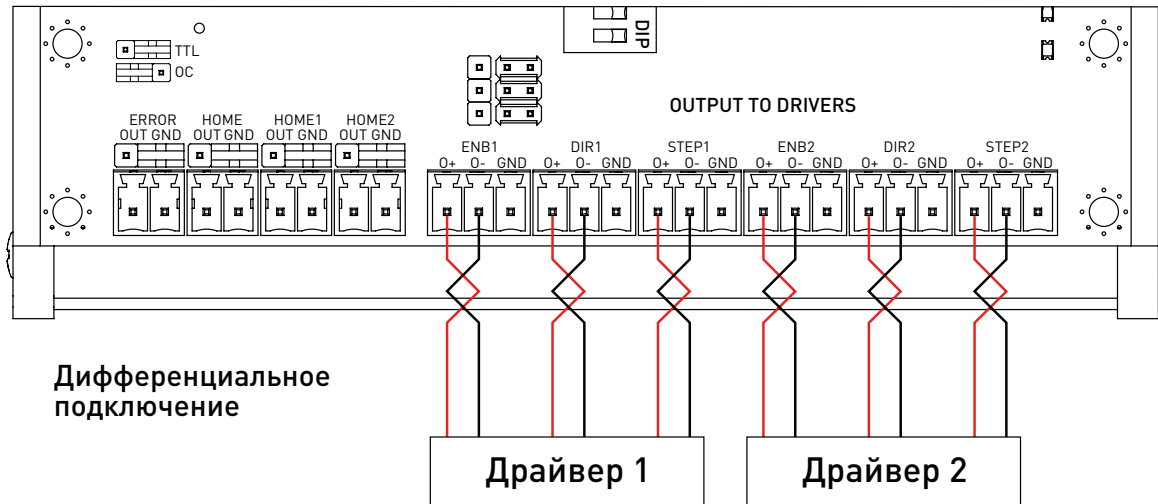 DIP
TTL
OC
OUTPUT TO DRIVERS
ERROR HOME HOME1 HOME2
OUT GND OUT GND OUT GND OUT GND
ENB1 DIR1 STEP1 ENB2 DIR2 STEP2
O+ O- GND O+ O- GND O+ O- GND O+ O- GND O+ O- GND O+ O- GND
Дифференциальное
подключение
Драйвер 1 Драйвер 2